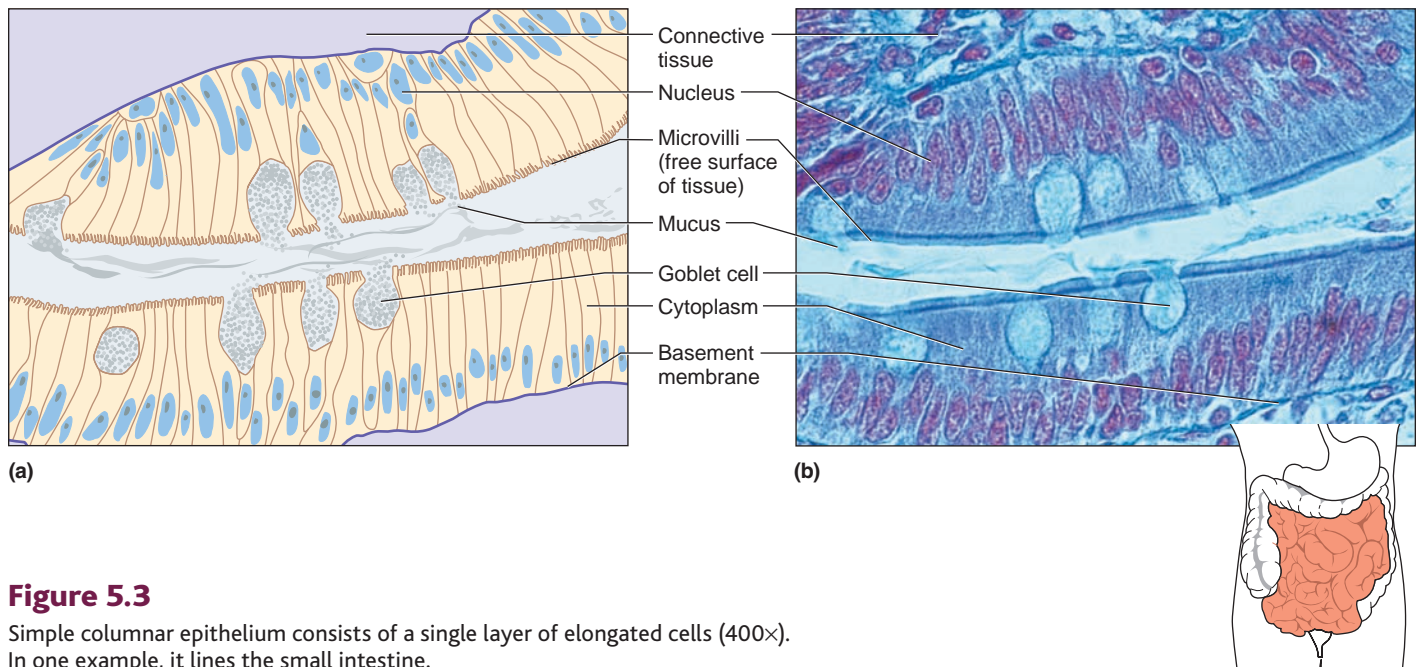 Connective
tissue
Nucleus
Microvilli
(free surface
of tissue)
Mucus
Goblet cell
Cytoplasm
Basement
membrane
(a)
(b)
Figure 5.3
Simple columnar epithelium consists of a single layer of elongated cells (400×).
In one example, it lines the small intestine.